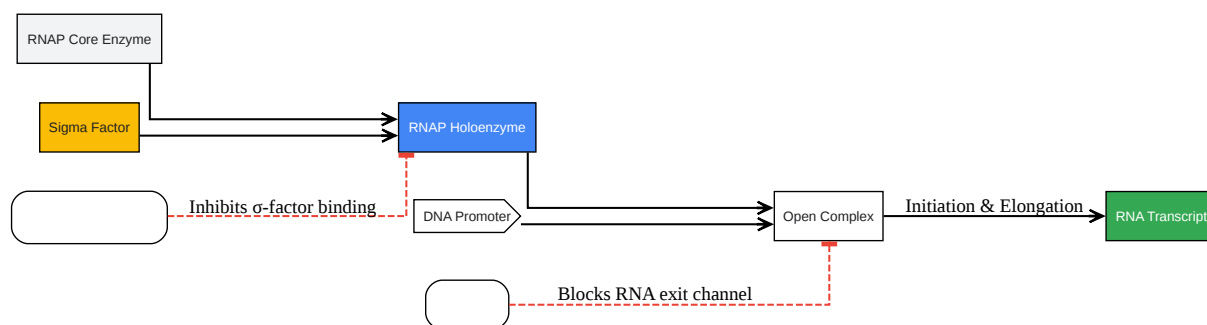 RNAP Core Enzyme
Sigma Factor
RNAP Holoenzyme
Inhibits σ-factor binding
DNA Promoter
Open Complex
Initiation & Elongation
RNA Transcript
Blocks RNA exit channel